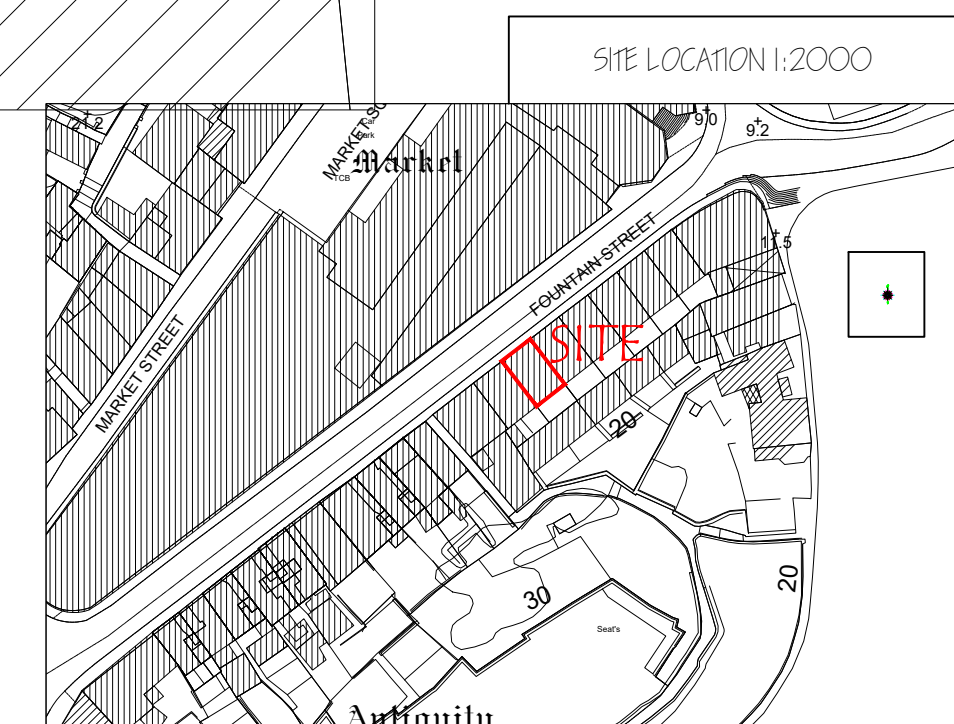 SITE LOCATION 1:2000
21.2
Car
Park
MARKET SQ
TCB
Market
9.0
9.2
FOUNTAIN STREET
11.5
SITE
MARKET STREET
20
30
20
Seat's
Antiquity